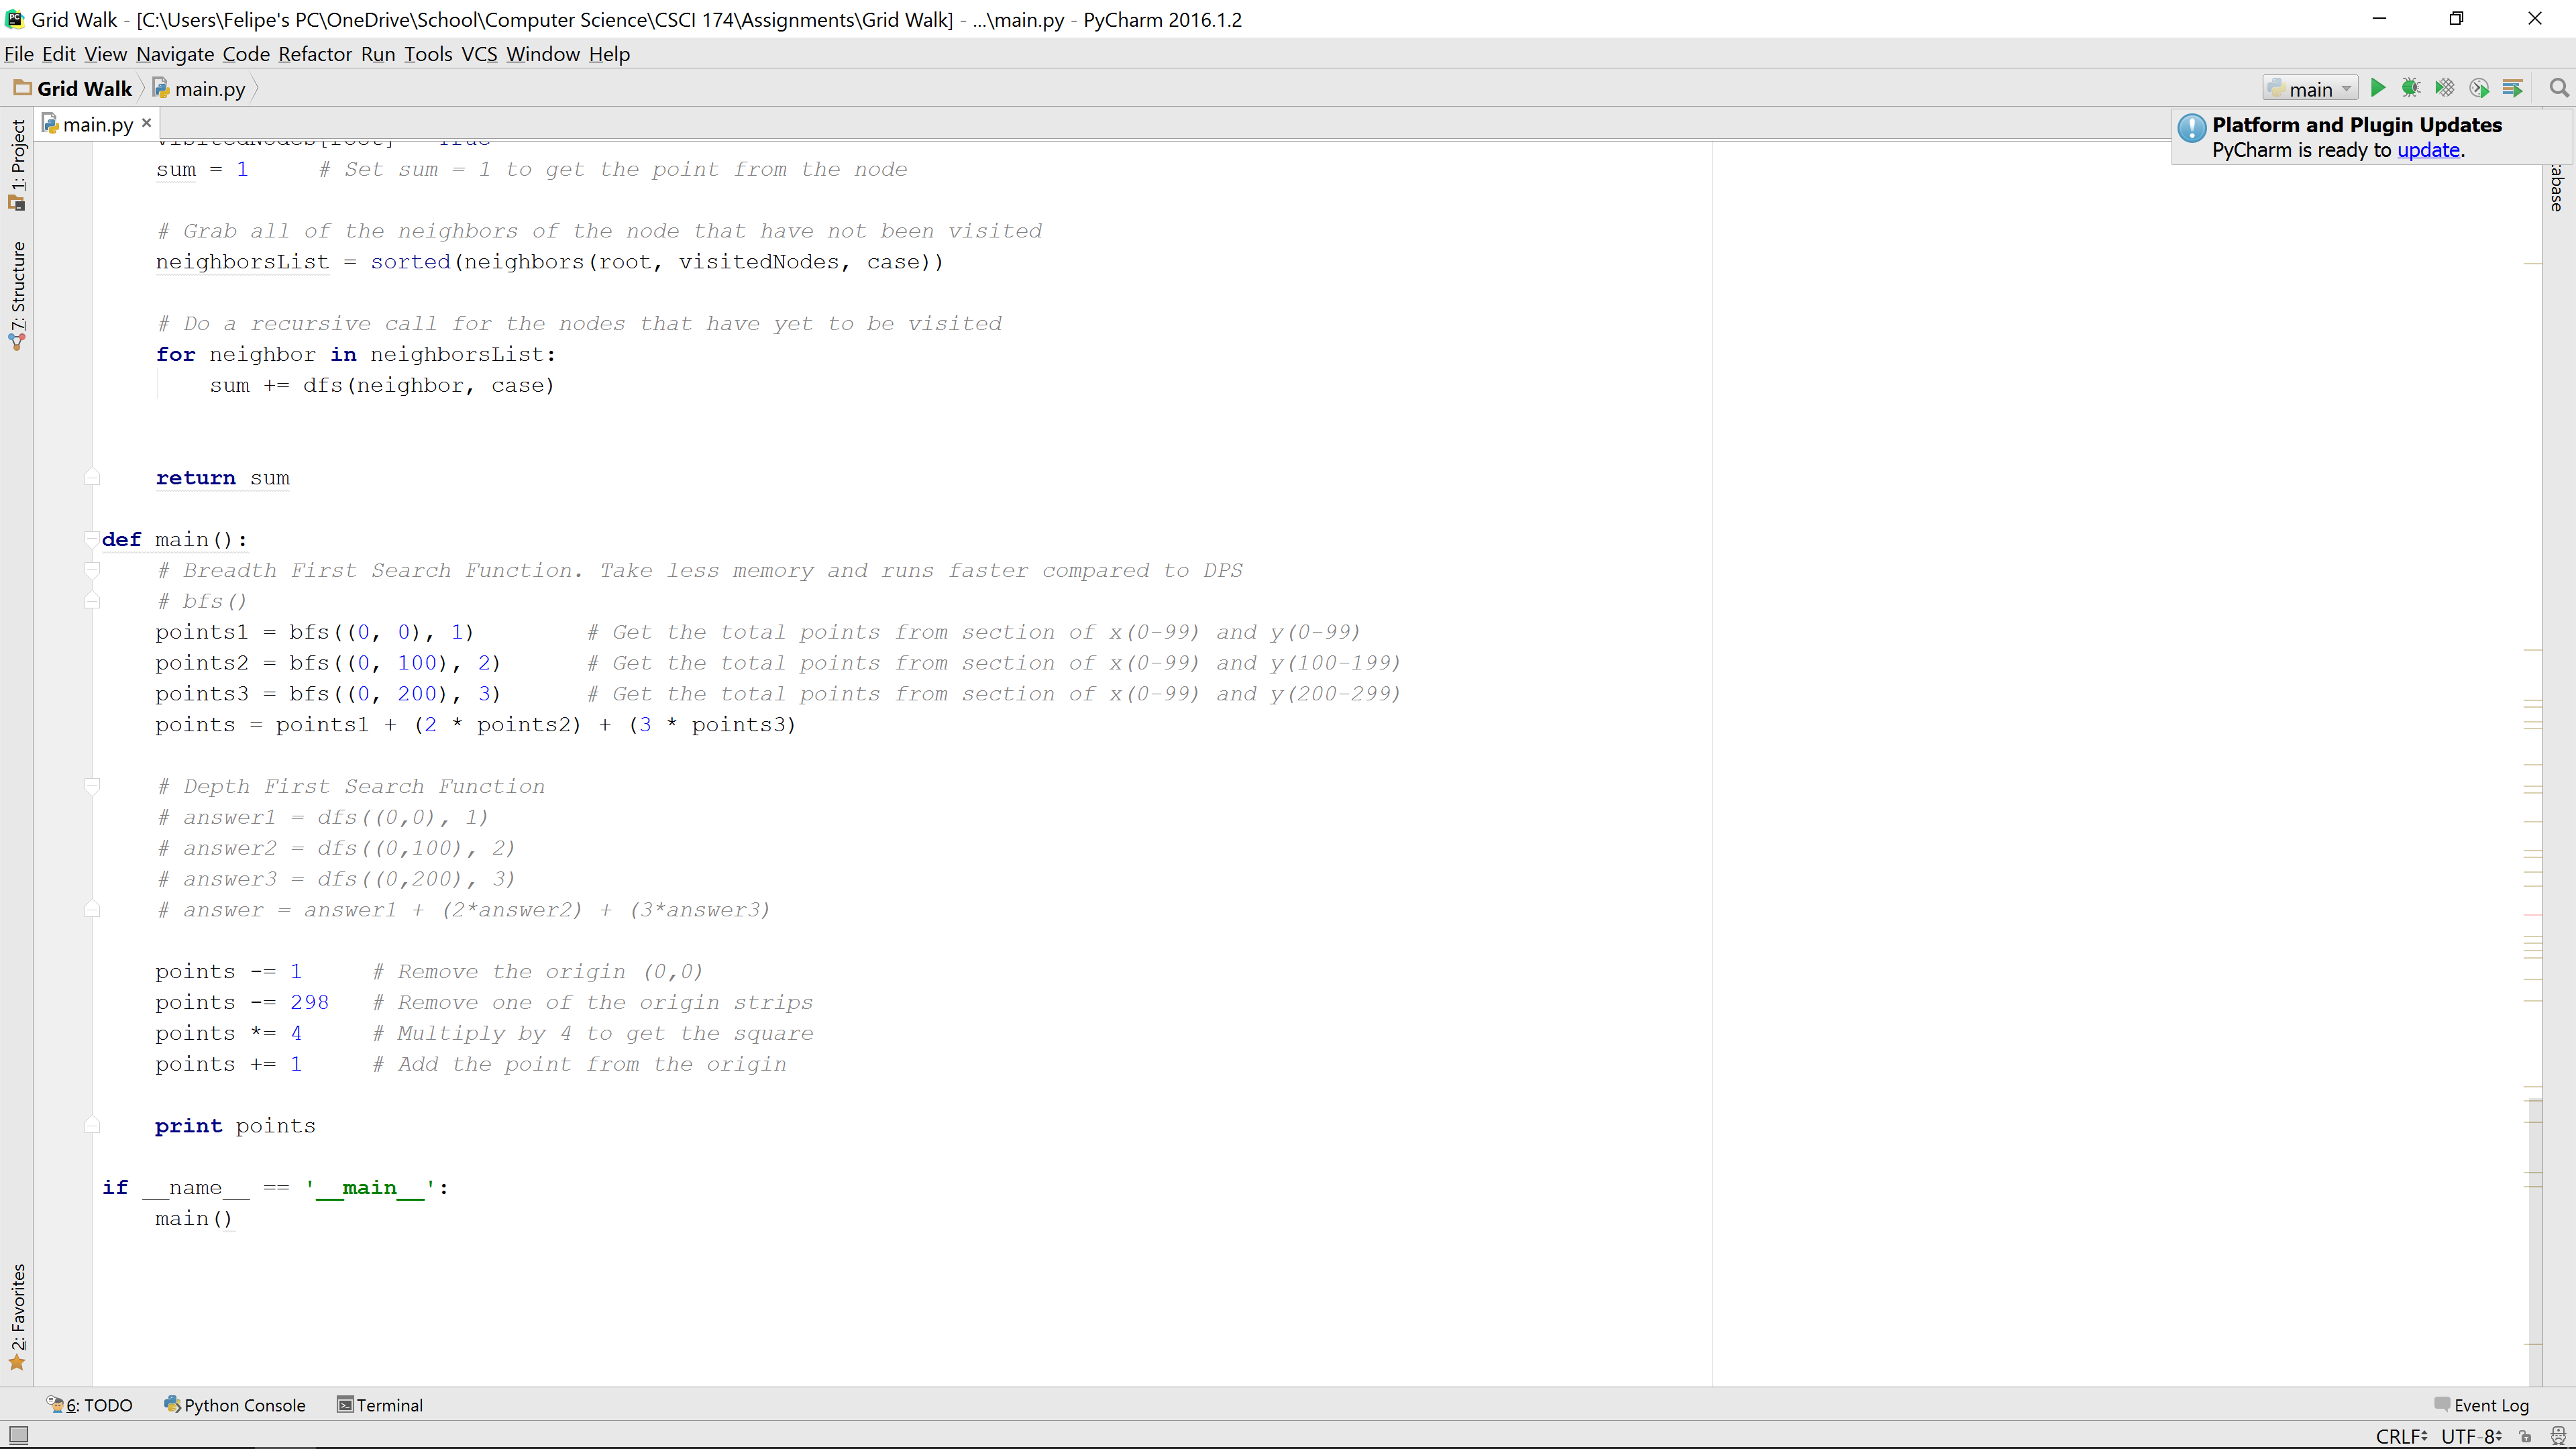 Grid Walk - [C:\Users\Felipe's PC\OneDrive\School\Computer Science\CSCI 174\Assignments\Grid Walk] - ...\main.py - PyCharm 2016.1.2
File Edit View Navigate Code Refactor Run Tools VCS Window Help
Grid Walk main.py
main
main.py
Platform and Plugin Updates
PyCharm is ready to update.
1: Project
7: Structure
2: Favorites
sum = 1 # Set sum = 1 to get the point from the node
# Grab all of the neighbors of the node that have not been visited
neighborsList = sorted(neighbors(root, visitedNodes, case))
# Do a recursive call for the nodes that have yet to be visited
for neighbor in neighborsList:
sum += dfs(neighbor, case)
return sum
def main():
# Breadth First Search Function. Take less memory and runs faster compared to DPS
# bfs()
points1 = bfs((0, 0), 1) # Get the total points from section of x(0-99) and y(0-99)
points2 = bfs((0, 100), 2) # Get the total points from section of x(0-99) and y(100-199)
points3 = bfs((0, 200), 3) # Get the total points from section of x(0-99) and y(200-299)
points = points1 + (2 * points2) + (3 * points3)
# Depth First Search Function
# answer1 = dfs((0,0), 1)
# answer2 = dfs((0,100), 2)
# answer3 = dfs((0,200), 3)
# answer = answer1 + (2*answer2) + (3*answer3)
points -= 1 # Remove the origin (0,0)
points -= 298 # Remove one of the origin strips
points *= 4 # Multiply by 4 to get the square
points += 1 # Add the point from the origin
print points
if __name__ == '__main__':
main()
6: TODO Python Console Terminal Event Log
CRLF UTF-8